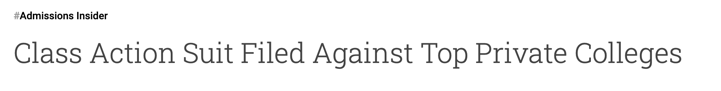 #Admissions Insider
Class Action Suit Filed Against Top Private Colleges